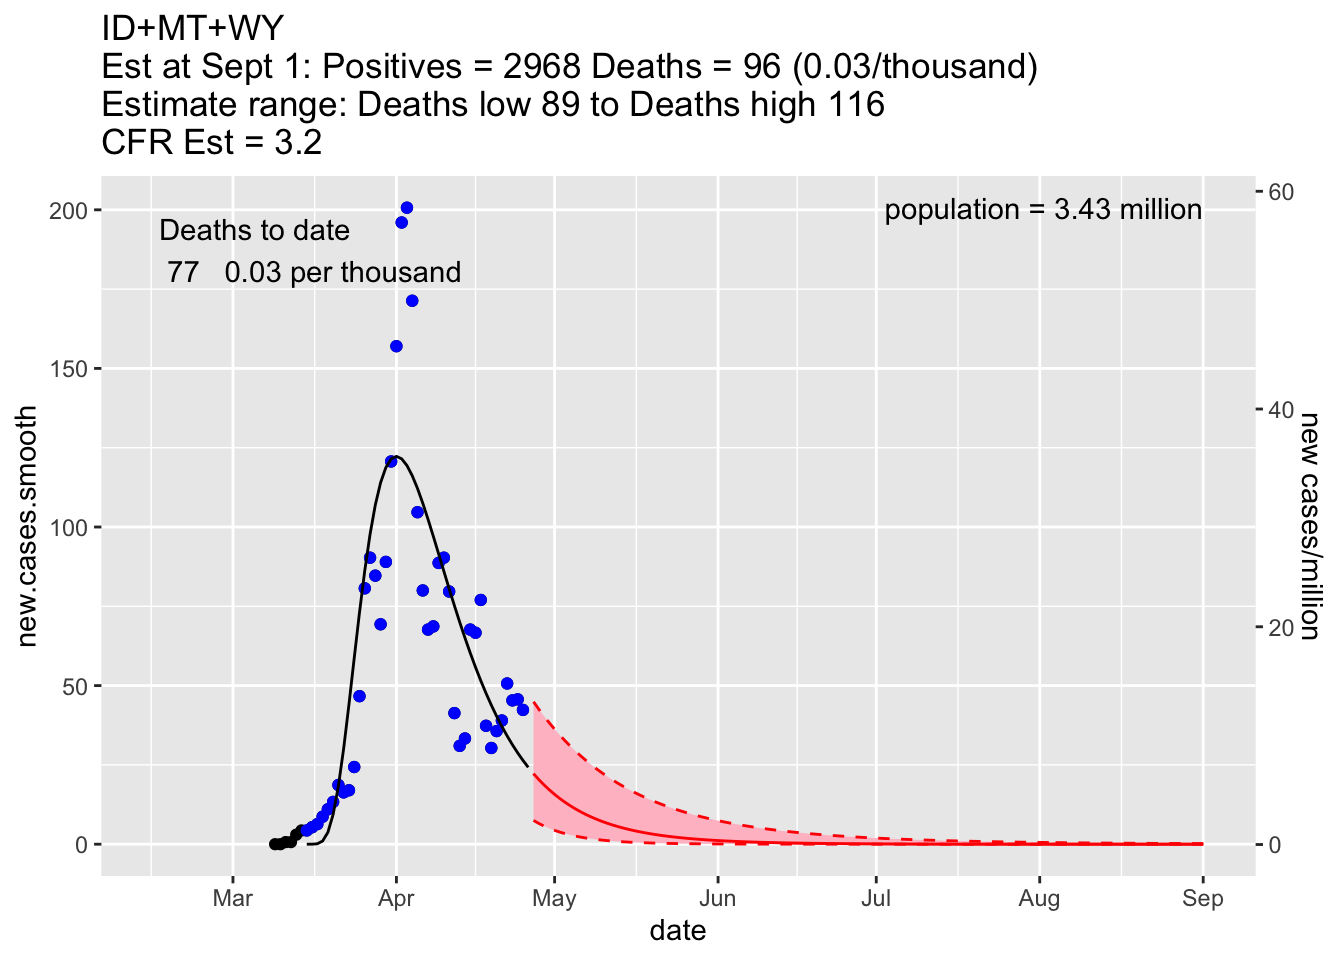 ID+MT+WY
Est at Sept 1: Positives = 2968 Deaths = 96 (0.03/thousand)
Estimate range: Deaths low 89 to Deaths high 116
CFR Est = 3.2
Deaths to date
77 0.03 per thousand
population = 3.43 million
200
150
100
50
0
new.cases.smooth
60
40
20
0
new cases/million
Mar Apr May Jun Jul Aug Sep
date